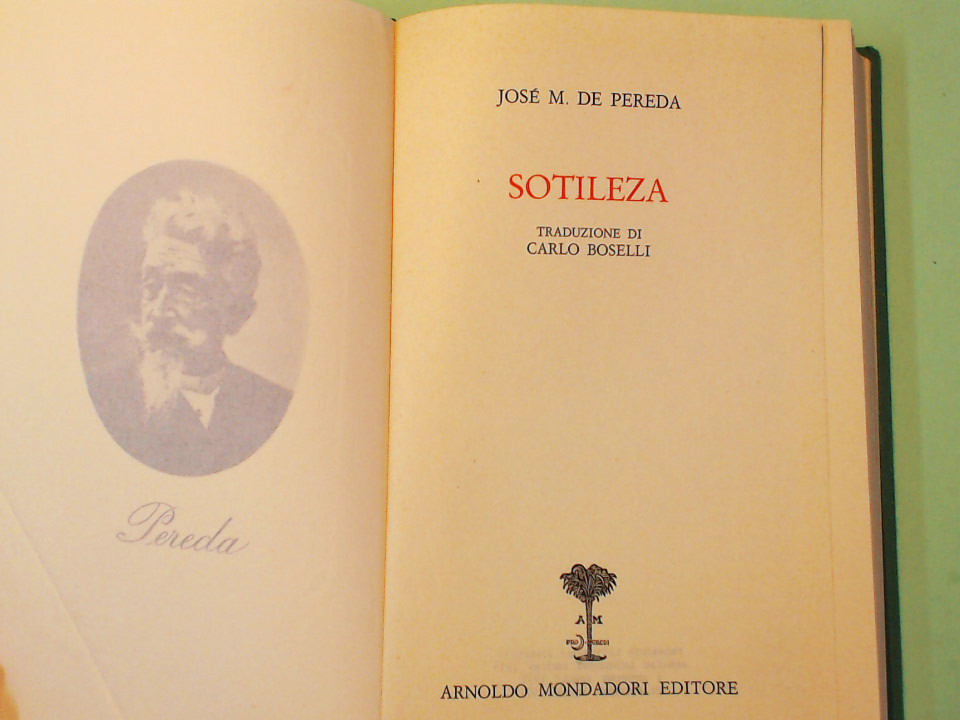 Pereda
JOSÉ M. DE PEREDA
SOTILEZA
TRADUZIONE DI
CARLO BOSELLI
A M
ARNOLDO MONDADORI EDITORE